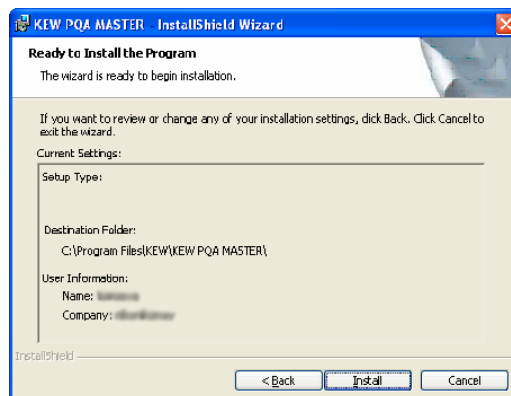 KEW PQA MASTER - InstallShield Wizard
Ready to Install the Program
The wizard is ready to begin installation.
If you want to review or change any of your installation settings, click Back. Click Cancel to
exit the wizard.
Current Settings:
Setup Type:
Destination Folder:
C:\Program Files\KEW\KEW PQA MASTER\
User Information:
Name:
Company:
InstallShield
< Back
Install
Cancel